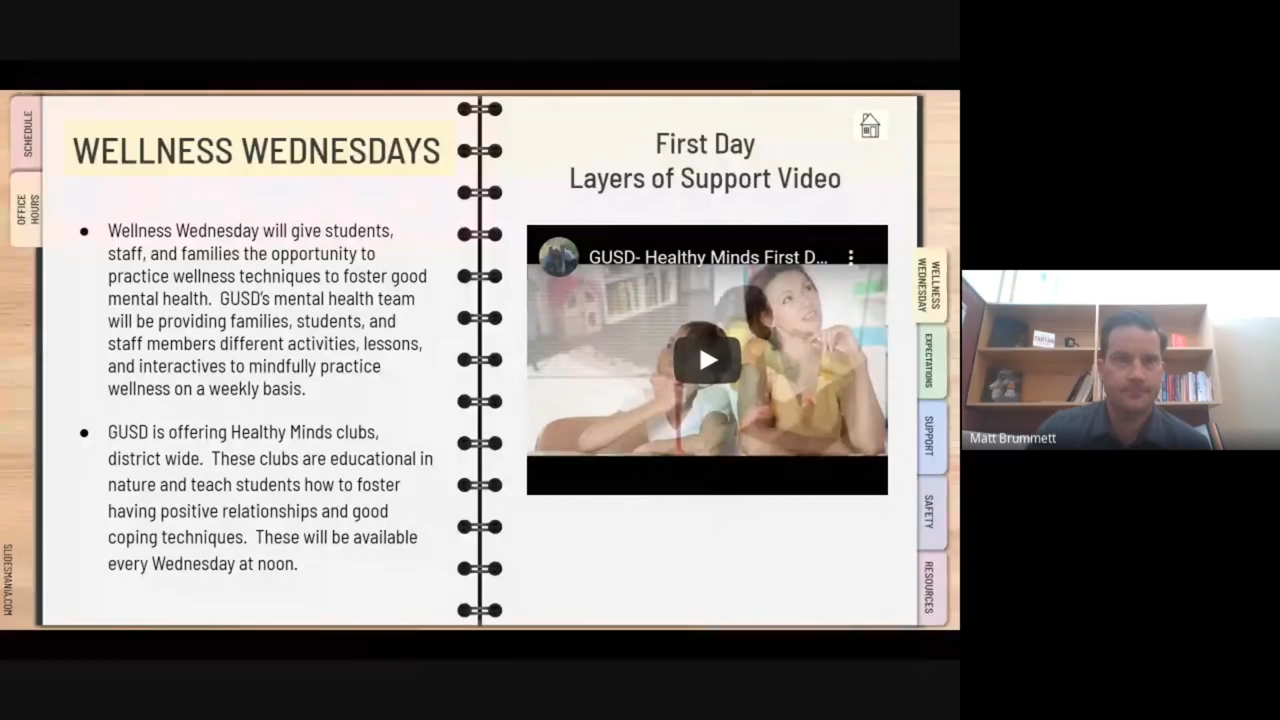 SCHEDULE
OFFICE
HOURS
WELLNESS WEDNESDAYS
● Wellness Wednesday will give students,
staff, and families the opportunity to
practice wellness techniques to foster good
mental health.  GUSD's mental health team
will be providing families, students, and
staff members different activities, lessons,
and interactives to mindfully practice
wellness on a weekly basis.
● GUSD is offering Healthy Minds clubs,
district wide.  These clubs are educational in
nature and teach students how to foster
having positive relationships and good
coping techniques.  These will be available
every Wednesday at noon.
SLIDESMANIA.COM
First Day
Layers of Support Video
GUSD- Healthy Minds First D...
WELLNESS
WEDNESDAY
EXPECTATIONS
SUPPORT
SAFETY
RESOURCES
TARTAN
Matt Brummett